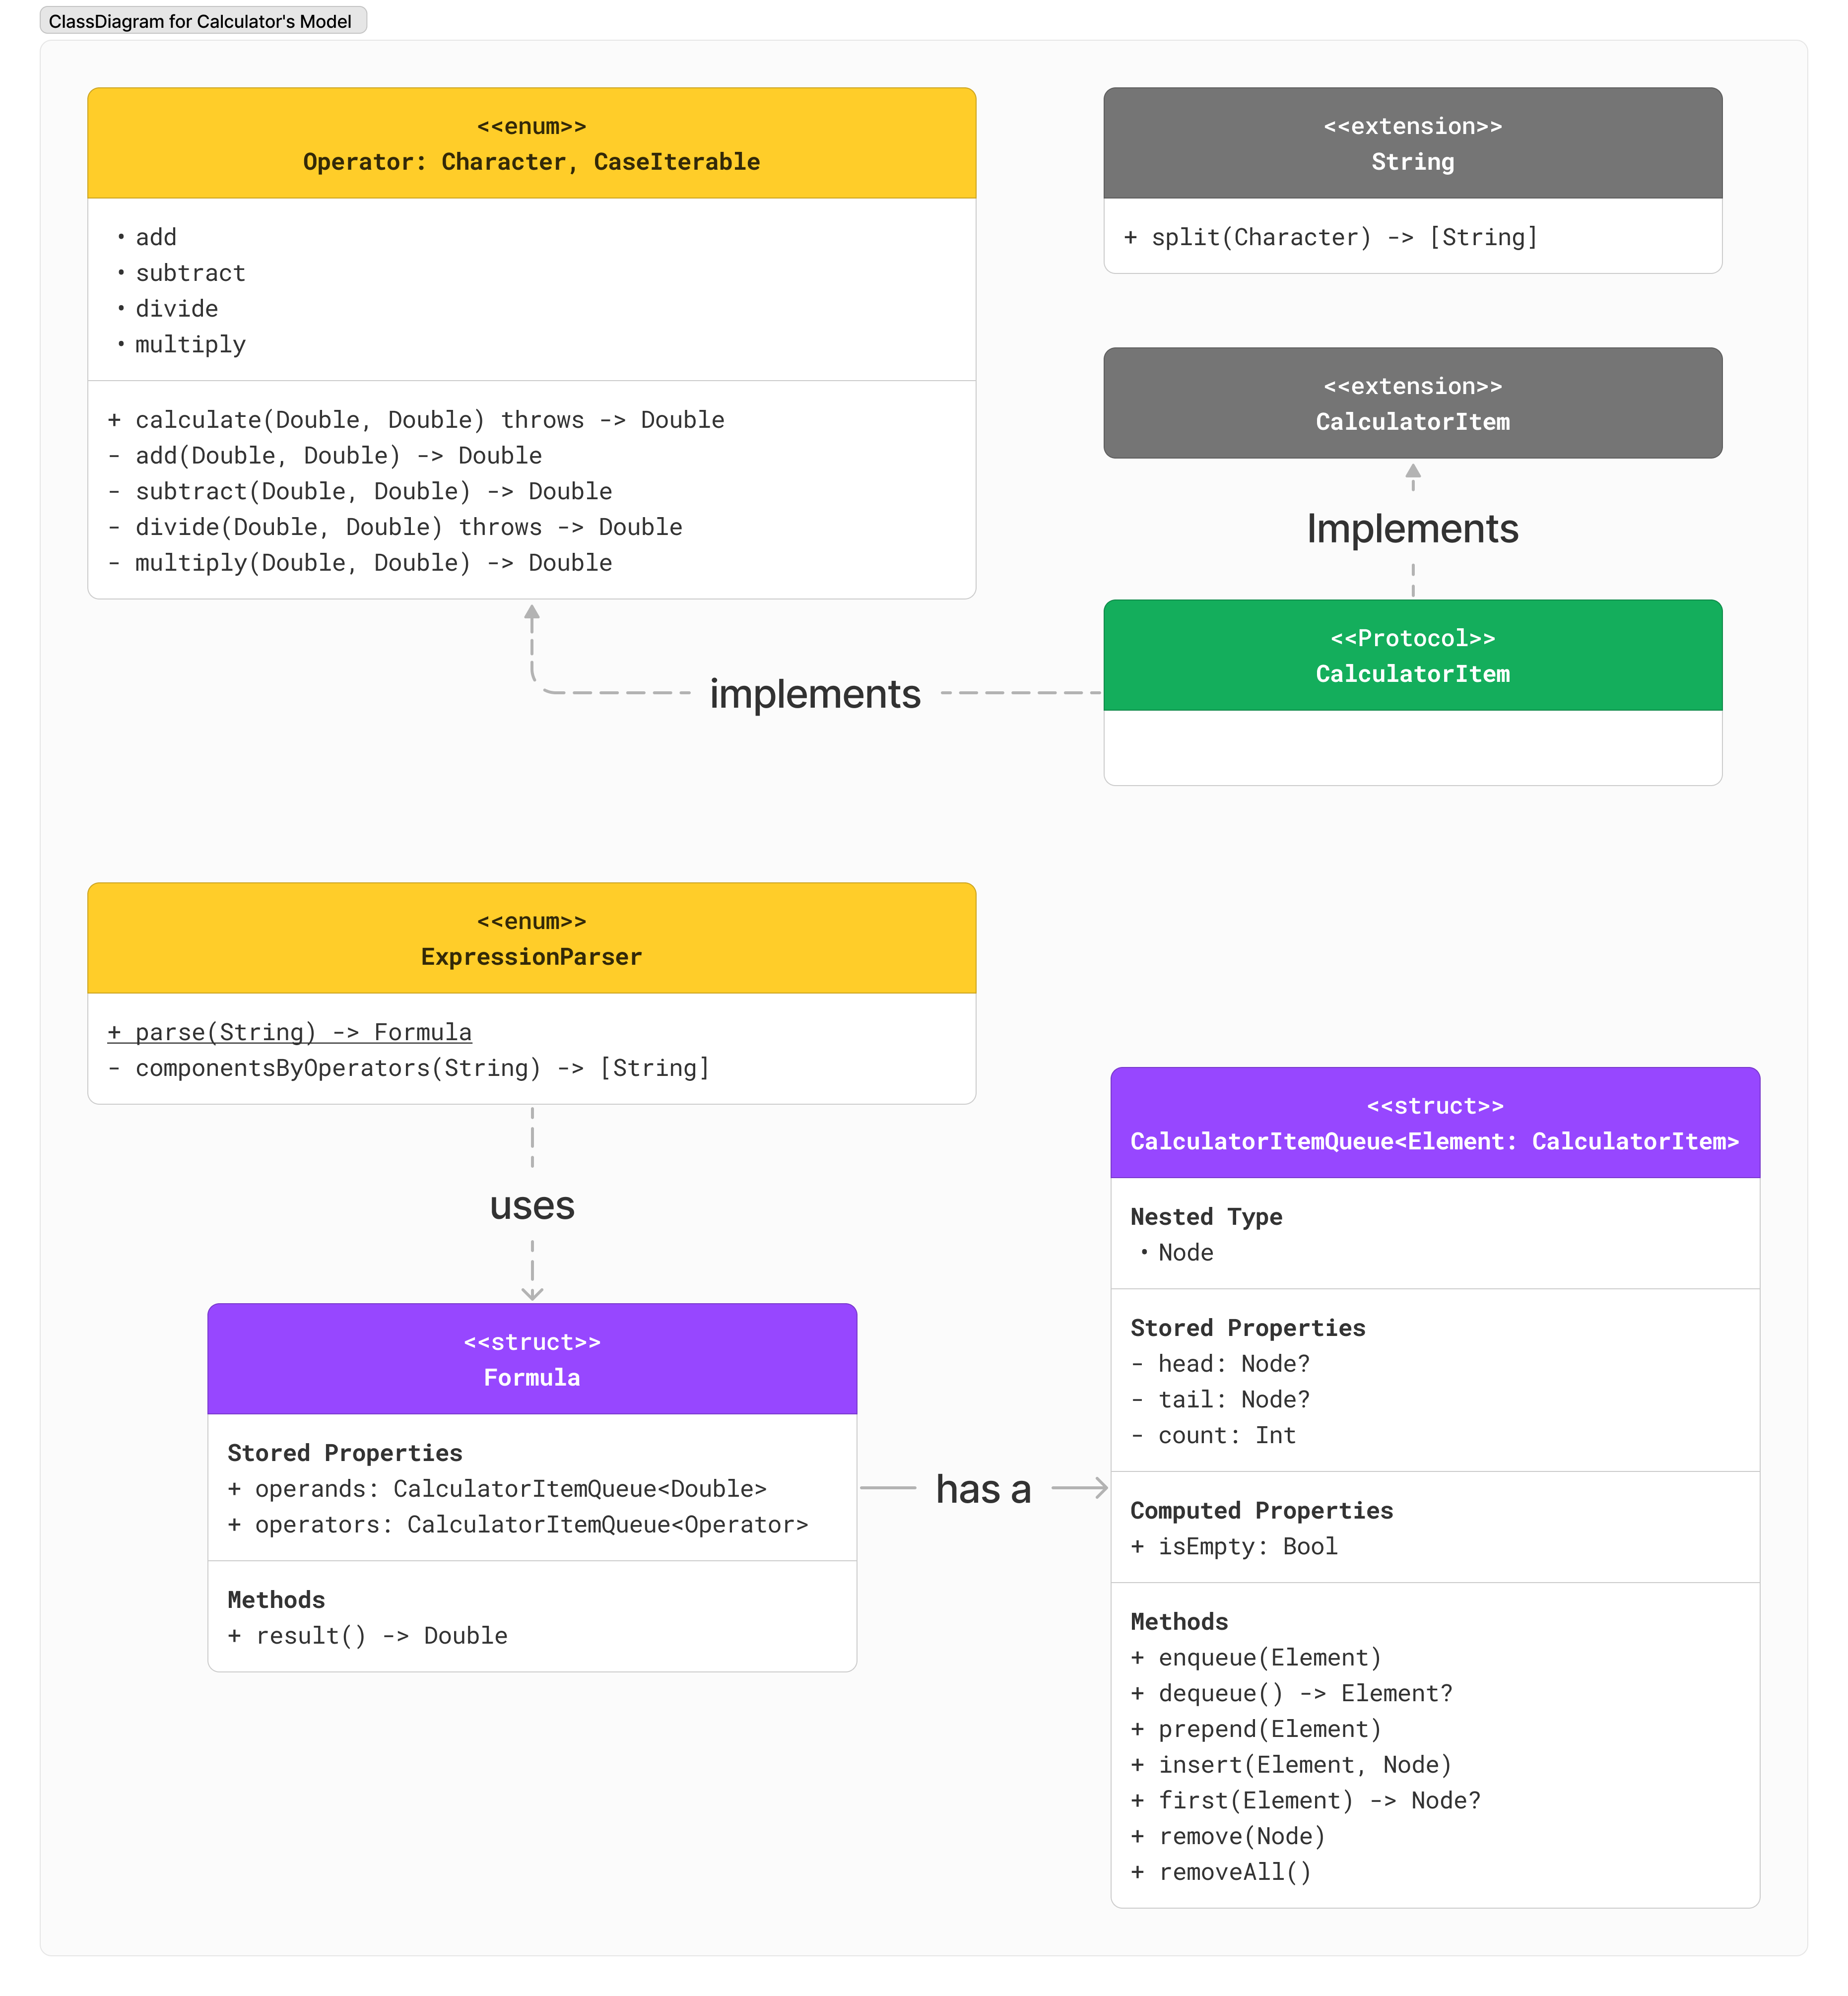 ClassDiagram for Calculator's Model
<<enum>>
Operator: Character, CaseIterable
• add
• subtract
• divide
• multiply
+ calculate(Double, Double) throws -> Double
- add(Double, Double) -> Double
- subtract(Double, Double) -> Double
- divide(Double, Double) throws -> Double
- multiply(Double, Double) -> Double
<<extension>>
String
+ split(Character) -> [String]
<<extension>>
CalculatorItem
Implements
<<Protocol>>
CalculatorItem
implements
<<enum>>
ExpressionParser
+ parse(String) -> Formula
- componentsByOperators(String) -> [String]
uses
<<struct>>
Formula
Stored Properties
+ operands: CalculatorItemQueue<Double>
+ operators: CalculatorItemQueue<Operator>
Methods
+ result() -> Double
has a
<<struct>>
CalculatorItemQueue<Element: CalculatorItem>
Nested Type
• Node
Stored Properties
- head: Node?
- tail: Node?
- count: Int
Computed Properties
+ isEmpty: Bool
Methods
+ enqueue(Element)
+ dequeue() -> Element?
+ prepend(Element)
+ insert(Element, Node)
+ first(Element) -> Node?
+ remove(Node)
+ removeAll()